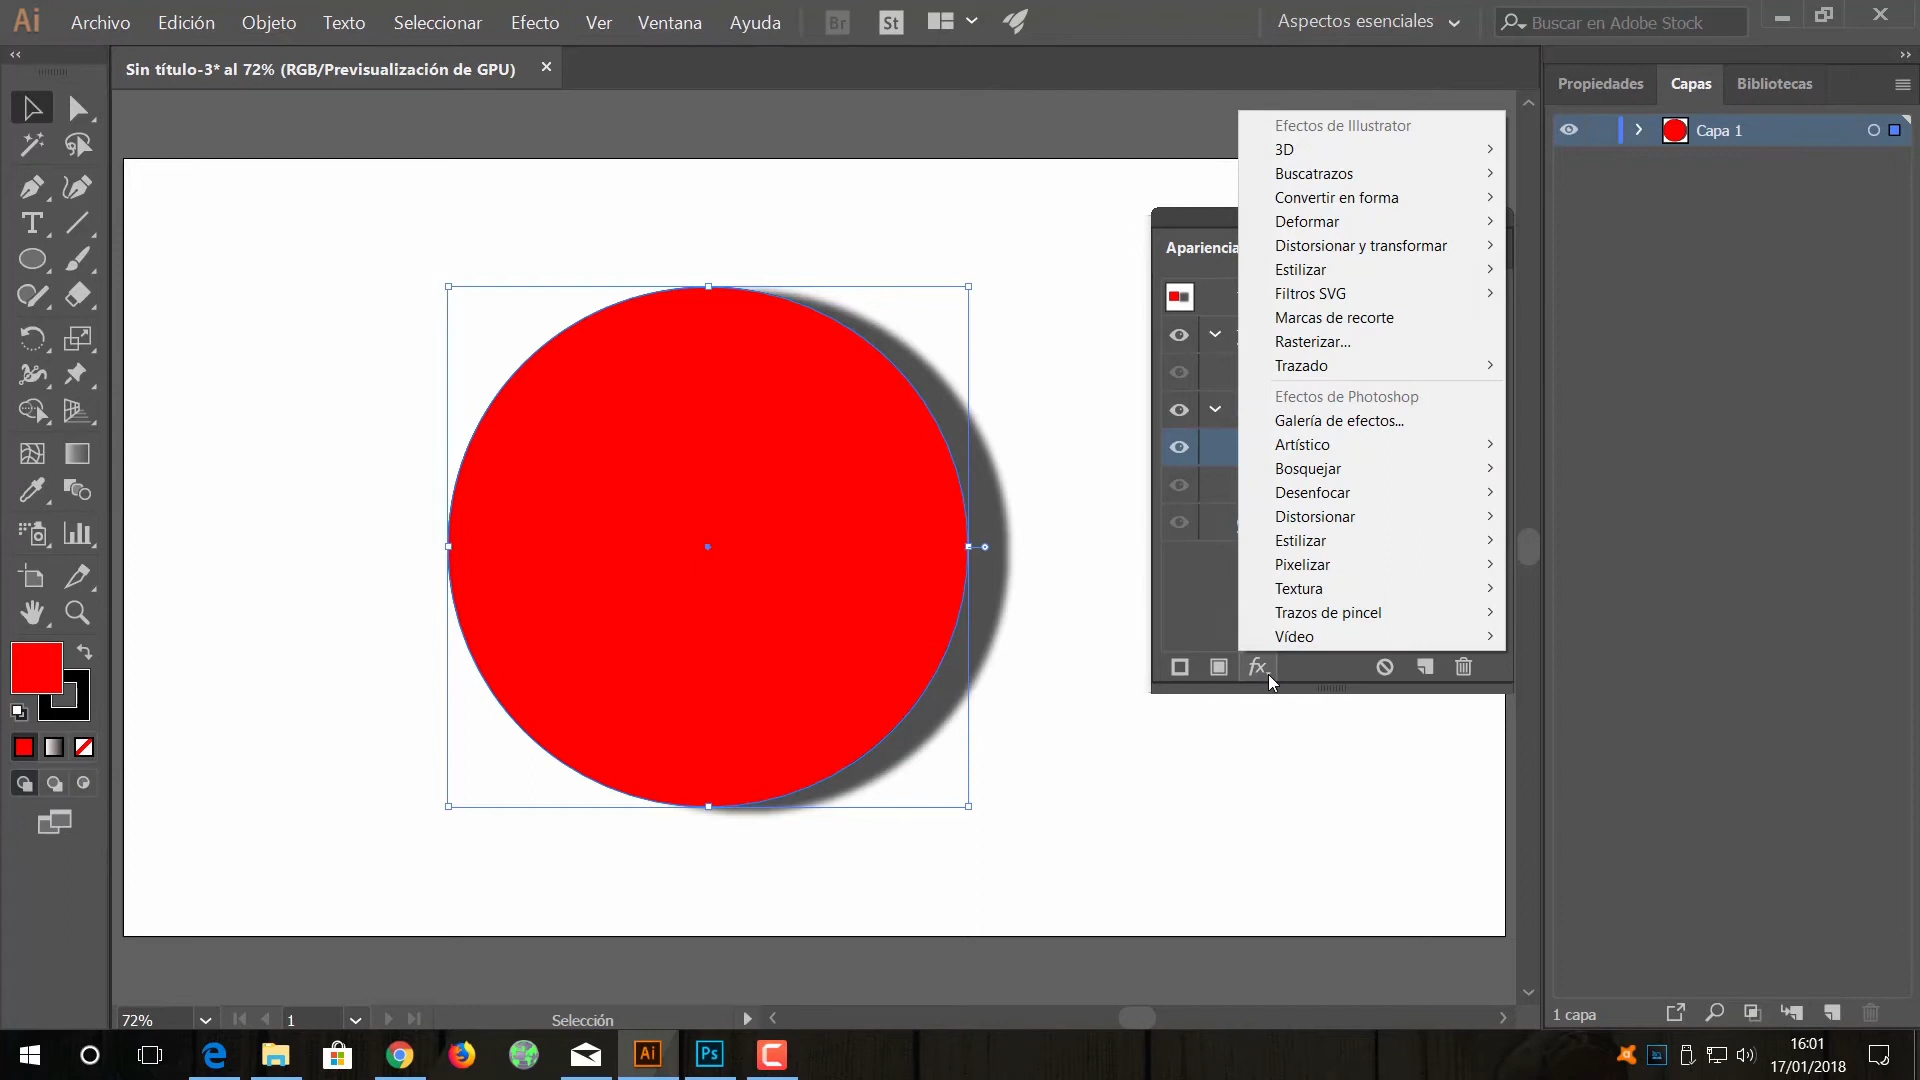 Ai Archivo Edición Objeto Texto Seleccionar Efecto Ver Ventana Ayuda Br St Aspectos esenciales Buscar en Adobe Stock
Sin título-3* al 72% (RGB/Previsualización de GPU)
Propiedades Capas Bibliotecas
Capa 1
Apariencia
Efectos de Illustrator
3D
Buscatrazos
Convertir en forma
Deformar
Distorsionar y transformar
Estilizar
Filtros SVG
Marcas de recorte
Rasterizar...
Trazado
Efectos de Photoshop
Galería de efectos...
Artístico
Bosquejar
Desenfocar
Distorsionar
Estilizar
Pixelizar
Textura
Trazos de pincel
Vídeo
fx
72% 1 Selección
1 capa
Ai Ps
16:01
17/01/2018